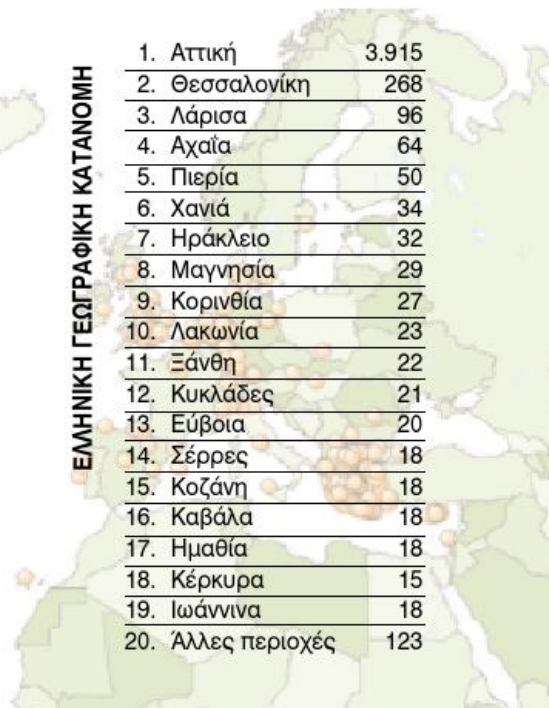 ΕΛΛΗΝΙΚΗ ΓΕΩΓΡΑΦΙΚΗ ΚΑΤΑΝΟΜΗ
1. Αττική 3.915
2. Θεσσαλονίκη 268
3. Λάρισα 96
4. Αχαΐα 64
5. Πιερία 50
6. Χανιά 34
7. Ηράκλειο 32
8. Μαγνησία 29
9. Κορινθία 27
10. Λακωνία 23
11. Ξάνθη 22
12. Κυκλάδες 21
13. Εύβοια 20
14. Σέρρες 18
15. Κοζάνη 18
16. Καβάλα 18
17. Ημαθία 18
18. Κέρκυρα 15
19. Ιωάννινα 18
20. Άλλες περιοχές 123